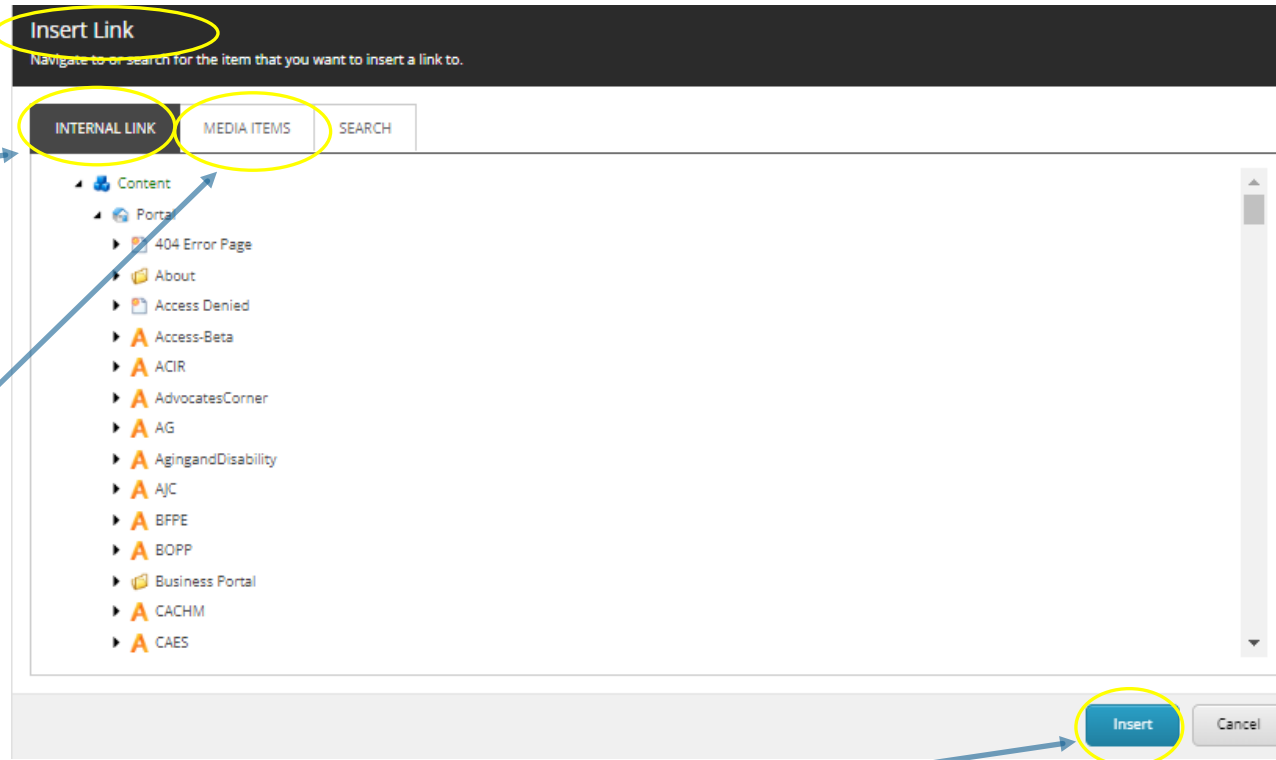 Insert Link
Navigate to or search for the item that you want to insert a link to.
INTERNAL LINK MEDIA ITEMS SEARCH
Content
Portal
404 Error Page
About
Access Denied
Access-Beta
ACIR
AdvocatesCorner
AG
AgingandDisability
AJC
BFPE
BOPP
Business Portal
CACHM
CAES
Insert Cancel